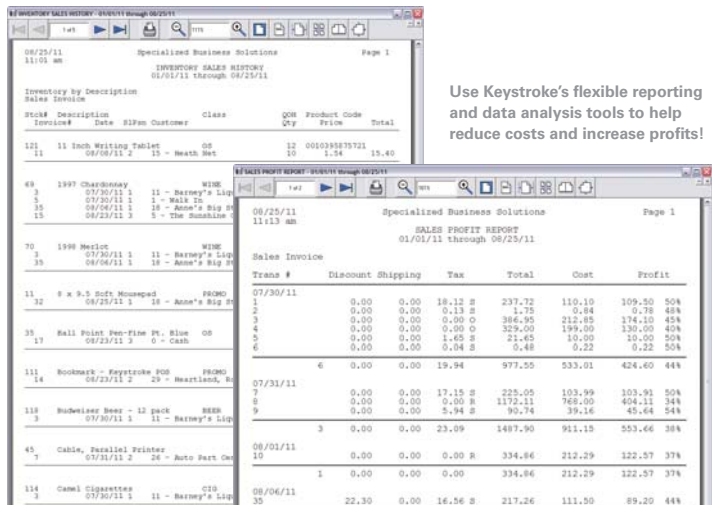 INVENTORY SALES HISTORY - 01/01/11 through 08/25/11
1 of 5
08/25/11 Specialized Business Solutions Page 1
11:01 am
INVENTORY SALES HISTORY
01/01/11 through 08/25/11
Inventory by Description
Sales Invoice
Stck# Description Class QOH Product Code
Invoice# Date SlPsn Customer Qty Price Total
121 11 Inch Writing Tablet OS 12 0010395875721
11 08/08/11 2 15 - Heath Net 10 1.54 15.40
69 1997 Chardonnay WINE
3 07/30/11 1 11 - Barney's Liq
5 07/30/11 1 1 - Walk In
35 08/06/11 1 18 - Anne's Big St
15 08/23/11 3 5 - The Sunshine
70 1998 Merlot WINE
3 07/30/11 1 11 - Barney's Liq
35 08/06/11 1 18 - Anne's Big St
11 8 x 9.5 Soft Mousepad PROMO
32 08/25/11 1 18 - Anne's Big St
35 Ball Point Pen-Fine Pt. Blue OS
17 08/23/11 3 0 - Cash
111 Bookmark - Keystroke POS PROMO
14 08/23/11 2 29 - Heartland,
118 Budweiser Beer - 12 pack BEER
3 07/30/11 1 11 - Barney's Liq
45 Cable, Parallel Printer
7 07/31/11 2 26 - Auto Part Cen
114 Camel Cigarettes CIG
3 07/30/11 1 11 - Barney's Liq
Use Keystroke's flexible reporting
and data analysis tools to help
reduce costs and increase profits!
SALES PROFIT REPORT - 01/01/11 through 08/25/11
1 of 2
08/25/11 Specialized Business Solutions Page 1
11:13 am
SALES PROFIT REPORT
01/01/11 through 08/25/11
Sales Invoice
Trans # Discount Shipping Tax Total Cost Profit
07/30/11
1 0.00 0.00 18.12 S 237.72 110.10 109.50 50%
2 0.00 0.00 0.13 S 1.75 0.84 0.78 48%
3 0.00 0.00 0.00 O 386.95 212.85 174.10 45%
4 0.00 0.00 0.00 O 329.00 199.00 130.00 40%
5 0.00 0.00 1.65 S 21.65 10.00 10.00 50%
6 0.00 0.00 0.04 S 0.48 0.22 0.22 50%
6 0.00 0.00 19.94 977.55 533.01 424.60 44%
07/31/11
7 0.00 0.00 17.15 S 225.05 103.99 103.91 50%
8 0.00 0.00 0.00 R 1172.11 768.00 404.11 34%
9 0.00 0.00 5.94 S 90.74 39.16 45.64 54%
3 0.00 0.00 23.09 1487.90 911.15 553.66 38%
08/01/11
10 0.00 0.00 0.00 R 334.86 212.29 122.57 37%
1 0.00 0.00 0.00 334.86 212.29 122.57 37%
08/06/11
35 22.30 0.00 16.56 S 217.26 111.50 89.20 44%